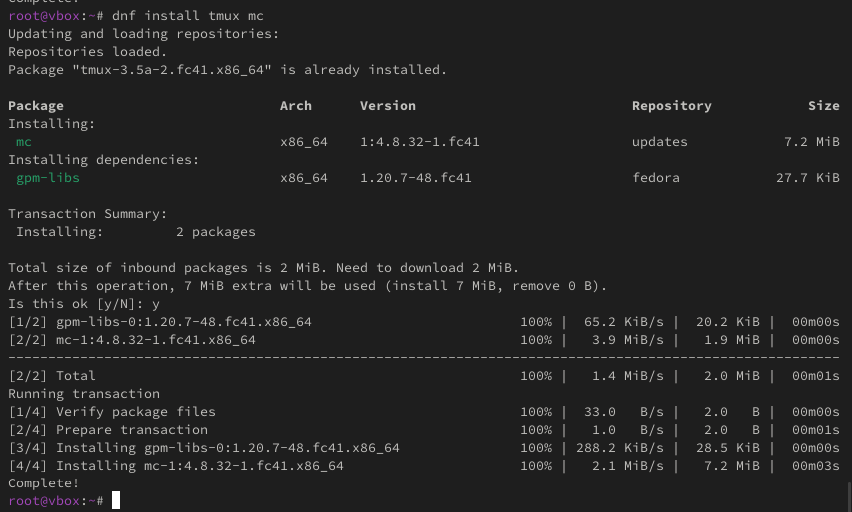 Complete!
root@vbox:~# dnf install tmux mc
Updating and loading repositories:
Repositories loaded.
Package "tmux-3.5a-2.fc41.x86_64" is already installed.
Package Arch Version Repository Size
Installing:
mc x86_64 1:4.8.32-1.fc41 updates 7.2 MiB
Installing dependencies:
gpm-libs x86_64 1.20.7-48.fc41 fedora 27.7 KiB
Transaction Summary:
Installing: 2 packages
Total size of inbound packages is 2 MiB. Need to download 2 MiB.
After this operation, 7 MiB extra will be used (install 7 MiB, remove 0 B).
Is this ok [y/N]: y
[1/2] gpm-libs-0:1.20.7-48.fc41.x86_64 100% | 65.2 KiB/s | 20.2 KiB | 00m00s
[2/2] mc-1:4.8.32-1.fc41.x86_64 100% | 3.9 MiB/s | 1.9 MiB | 00m00s
--------------------------------------------------------------------------------------------------------
[2/2] Total 100% | 1.4 MiB/s | 2.0 MiB | 00m01s
Running transaction
[1/4] Verify package files 100% | 33.0 B/s | 2.0 B | 00m00s
[2/4] Prepare transaction 100% | 1.0 B/s | 2.0 B | 00m01s
[3/4] Installing gpm-libs-0:1.20.7-48.fc41.x86_64 100% | 288.2 KiB/s | 28.5 KiB | 00m00s
[4/4] Installing mc-1:4.8.32-1.fc41.x86_64 100% | 2.1 MiB/s | 7.2 MiB | 00m03s
Complete!
root@vbox:~#